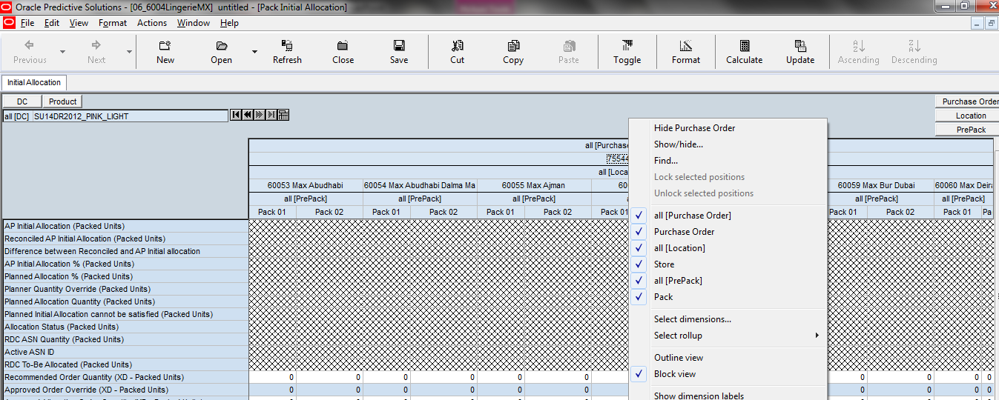 Oracle Predictive Solutions - [06_6004LingerieMX] untitled - [Pack Initial Allocation]
File Edit View Format Actions Window Help
Previous Next New Open Refresh Close Save Cut Copy Paste Toggle Format Calculate Update Ascending Descending
Initial Allocation
DC Product Purchase Order
all [DC] SU14DR2012_PINK_LIGHT Location
PrePack
all [Purchas
75544
all [Loca
60053 Max Abudhabi 60054 Max Abudhabi Dalma Ma 60055 Max Ajman 60 60059 Max Bur Dubai 60060 Max Deir
all [PrePack] all [PrePack] all [PrePack] all [PrePack] all [PrePack]
Pack 01 Pack 02 Pack 01 Pack 02 Pack 01 Pack 02 Pack 01 Pack 01 Pack 02 Pack 01 Pa
Hide Purchase Order
Show/hide...
Find...
Lock selected positions
Unlock selected positions
all [Purchase Order]
Purchase Order
all [Location]
Store
all [PrePack]
Pack
Select dimensions...
Select rollup
Outline view
Block view
Show dimension labels
AP Initial Allocation (Packed Units)
Reconciled AP Initial Allocation (Packed Units)
Difference between Reconciled and AP Initial allocation
AP Initial Allocation % (Packed Units)
Planned Allocation % (Packed Units)
Planner Quantity Override (Packed Units)
Planned Allocation Quantity (Packed Units)
Planned Initial Allocation cannot be satisfied (Packed Units)
Allocation Status (Packed Units)
RDC ASN Quantity (Packed Units)
Active ASN ID
RDC To-Be Allocated (Packed Units)
Recommended Order Quantity (XD - Packed Units) 0 0 0 0 0 0 0 0 0 0
Approved Order Override (XD - Packed Units) 0 0 0 0 0 0 0 0 0 0